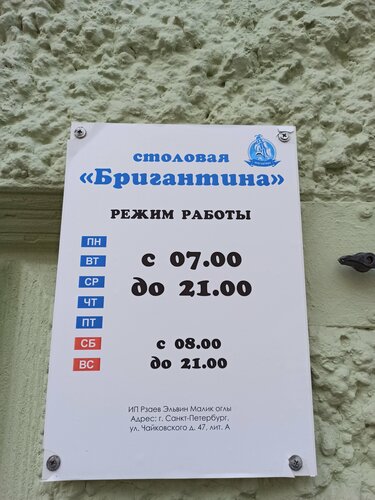 столовая
«Бригантина»
РЕЖИМ РАБОТЫ
ПН
ВТ
СР
ЧТ
ПТ
с 07.00
до 21.00
СБ
ВС
с 08.00
до 21.00
ИП Рзаев Эльвин Малик оглы
Адрес: г. Санкт-Петербург,
ул. Чайковского д. 47, лит. А